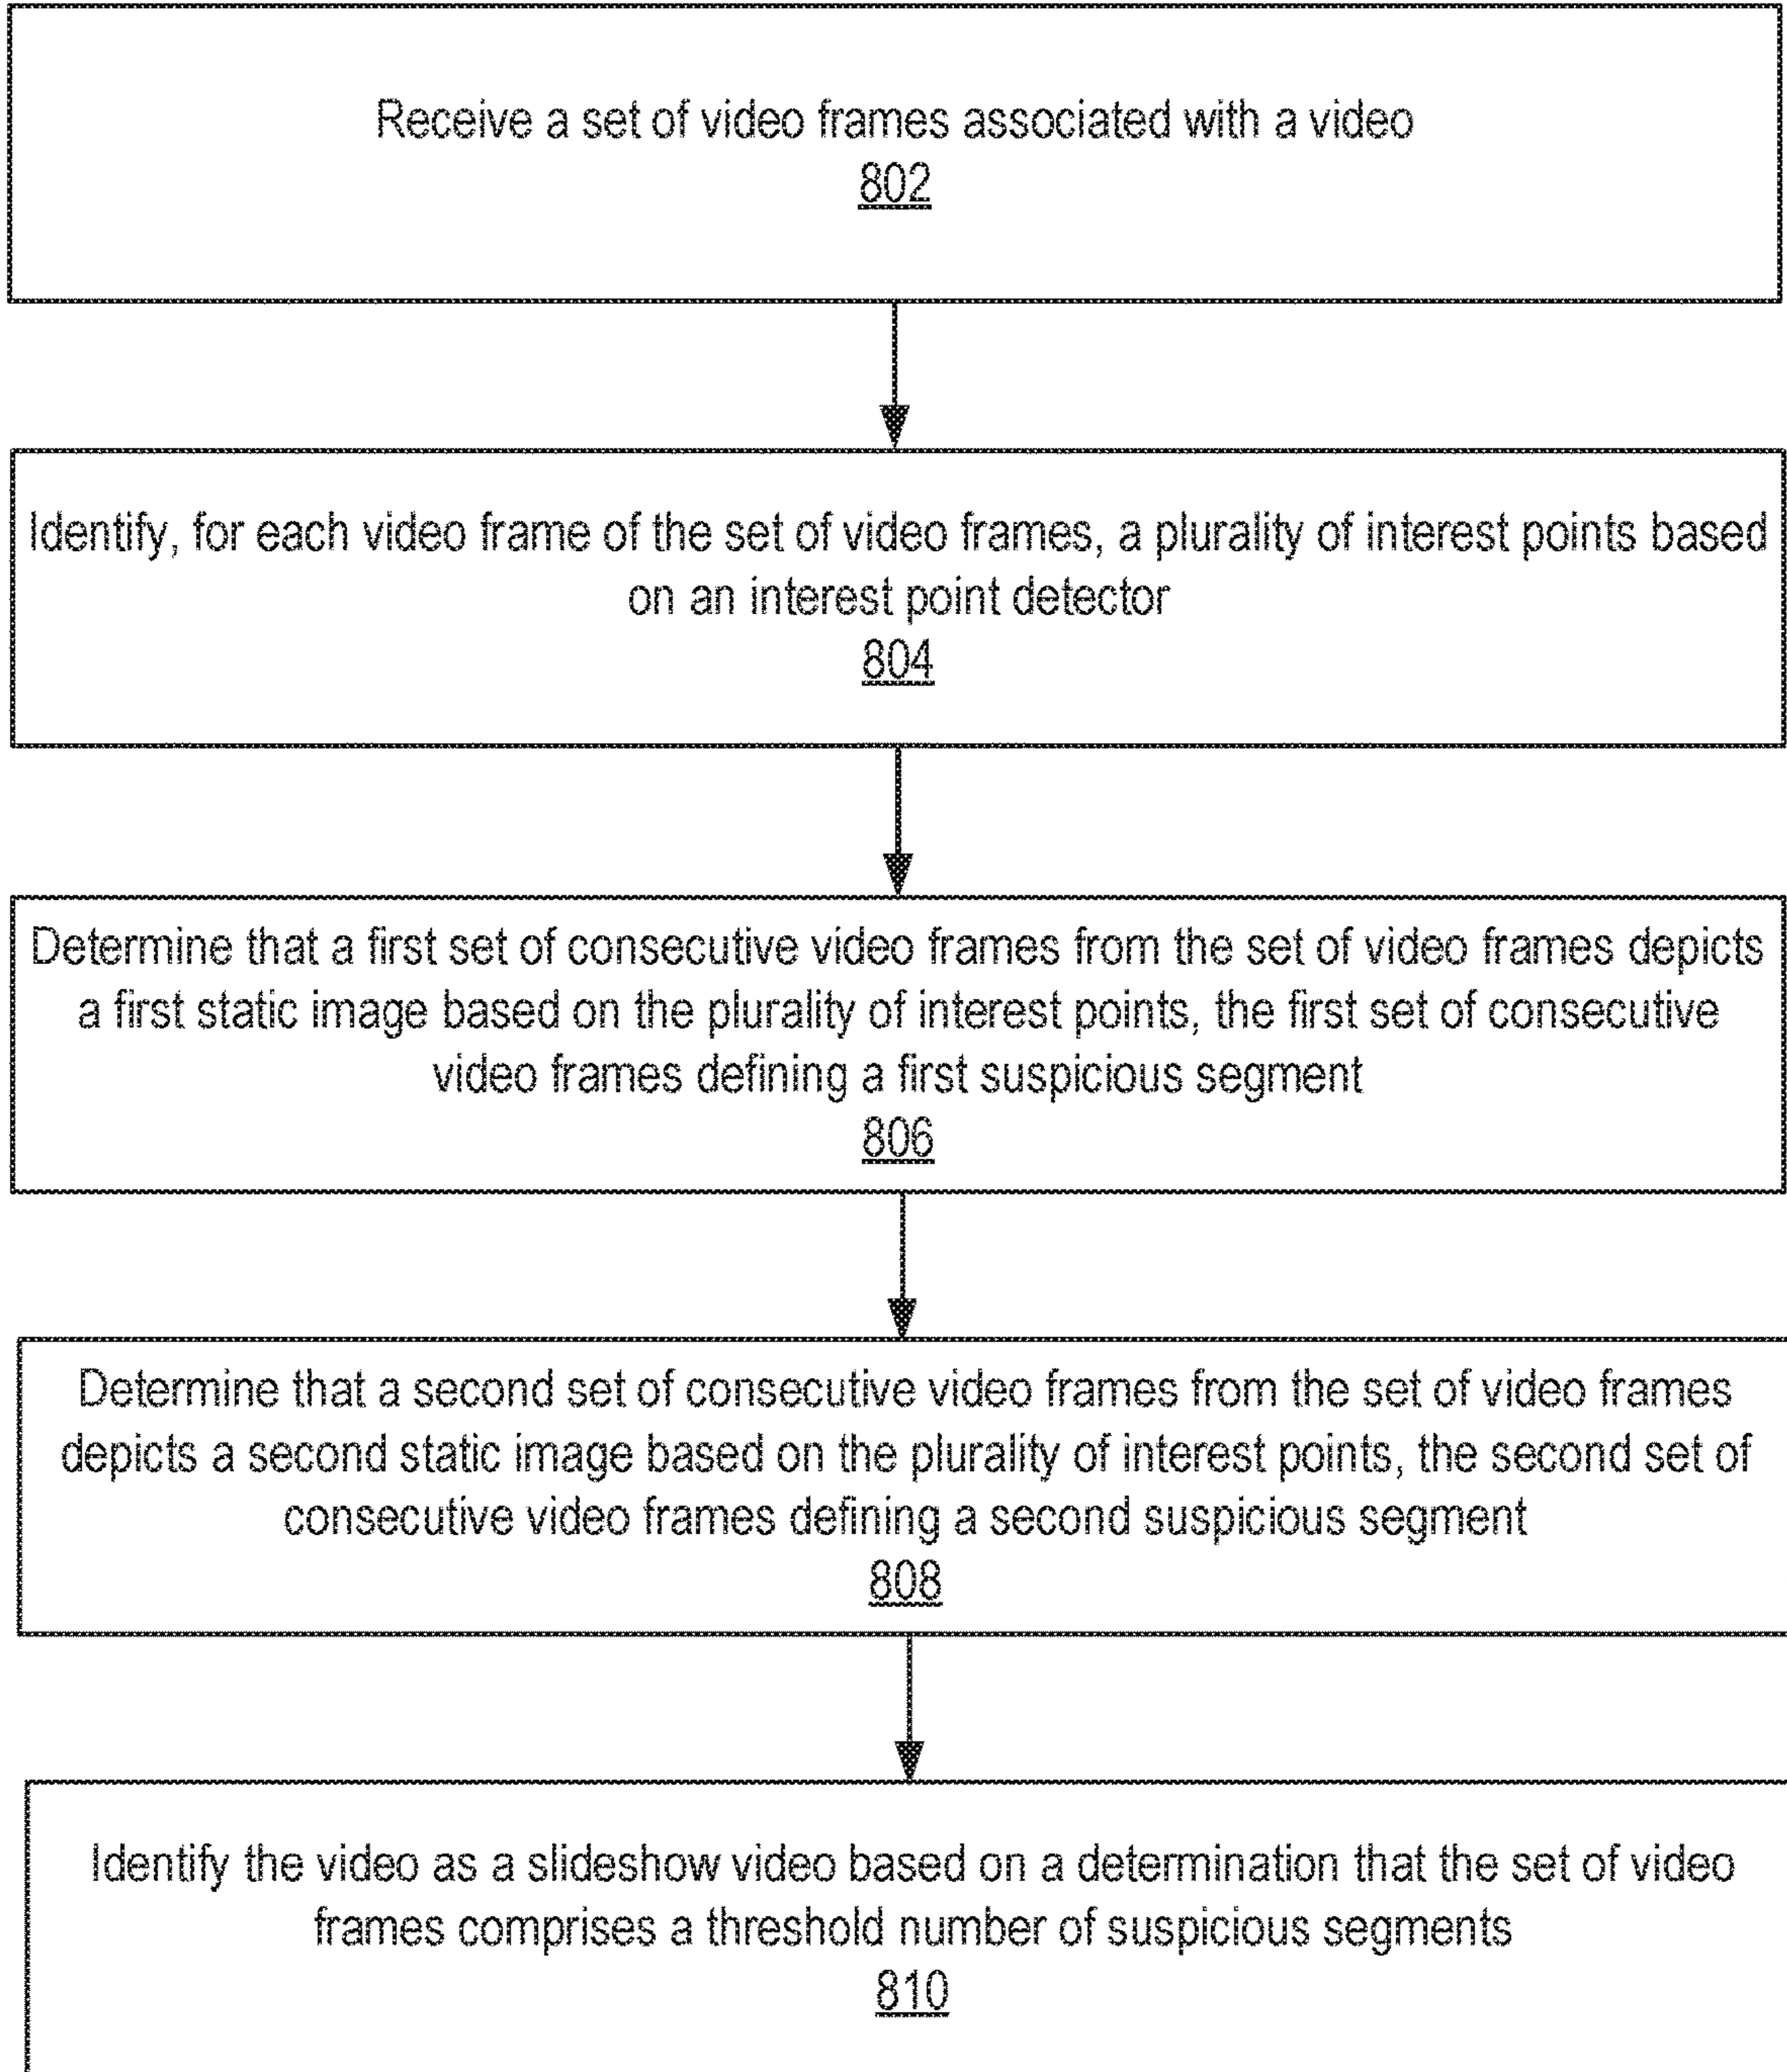 Receive a set of video frames associated with a video
802
Identify, for each video frame of the set of video frames, a plurality of interest points based
on an interest point detector
804
Determine that a first set of consecutive video frames from the set of video frames depicts
a first static image based on the plurality of interest points, the first set of consecutive
video frames defining a first suspicious segment
806
Determine that a second set of consecutive video frames from the set of video frames
depicts a second static image based on the plurality of interest points, the second set of
consecutive video frames defining a second suspicious segment
808
Identify the video as a slideshow video based on a determination that the set of video
frames comprises a threshold number of suspicious segments
810